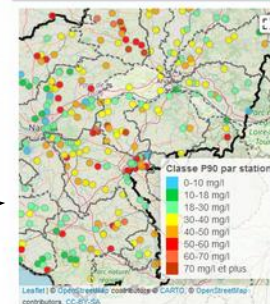 Na
Classe P90 par station
0-10 mg/l
10-18 mg/l
18-30 mg/l
30-40 mg/l
40-50 mg/l
50-60 mg/l
60-70 mg/l
70 mg/l et plus
Leaflet | © OpenStreetMap contributors © CARTO, © OpenStreetMap
contributors, CC-BY-SA